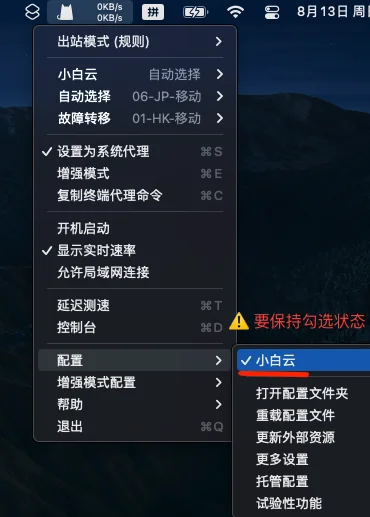 0KB/s
0KB/s
拼
8月13日 周日
出站模式 (规则)
小白云 自动选择
自动选择 06-JP-移动
故障转移 01-HK-移动
✓ 设置为系统代理 ⌘S
增强模式 ⌘E
复制终端代理命令 ⌘C
开机启动
✓ 显示实时速率
允许局域网连接
延迟测速 ⌘T
控制台 ⌘D
⚠️ 要保持勾选状态
配置
✓ 小白云
增强模式配置
帮助
退出 ⌘Q
打开配置文件夹
重载配置文件
更新外部资源
更多设置
托管配置
试验性功能